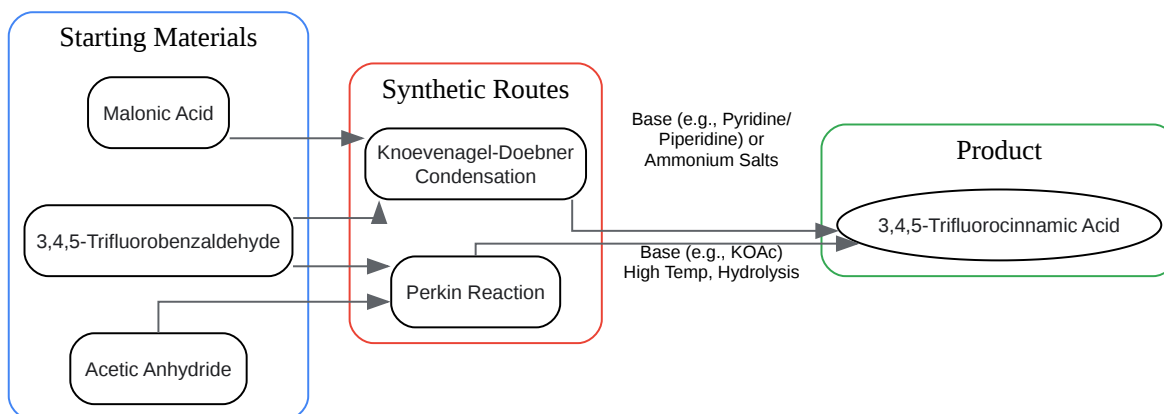 Starting Materials
Malonic Acid
3,4,5-Trifluorobenzaldehyde
Acetic Anhydride
Synthetic Routes
Knoevenagel-Doebner
Condensation
Perkin Reaction
Base (e.g., Pyridine/
Piperidine) or
Ammonium Salts
Base (e.g., KOAc)
High Temp, Hydrolysis
Product
3,4,5-Trifluorocinnamic Acid